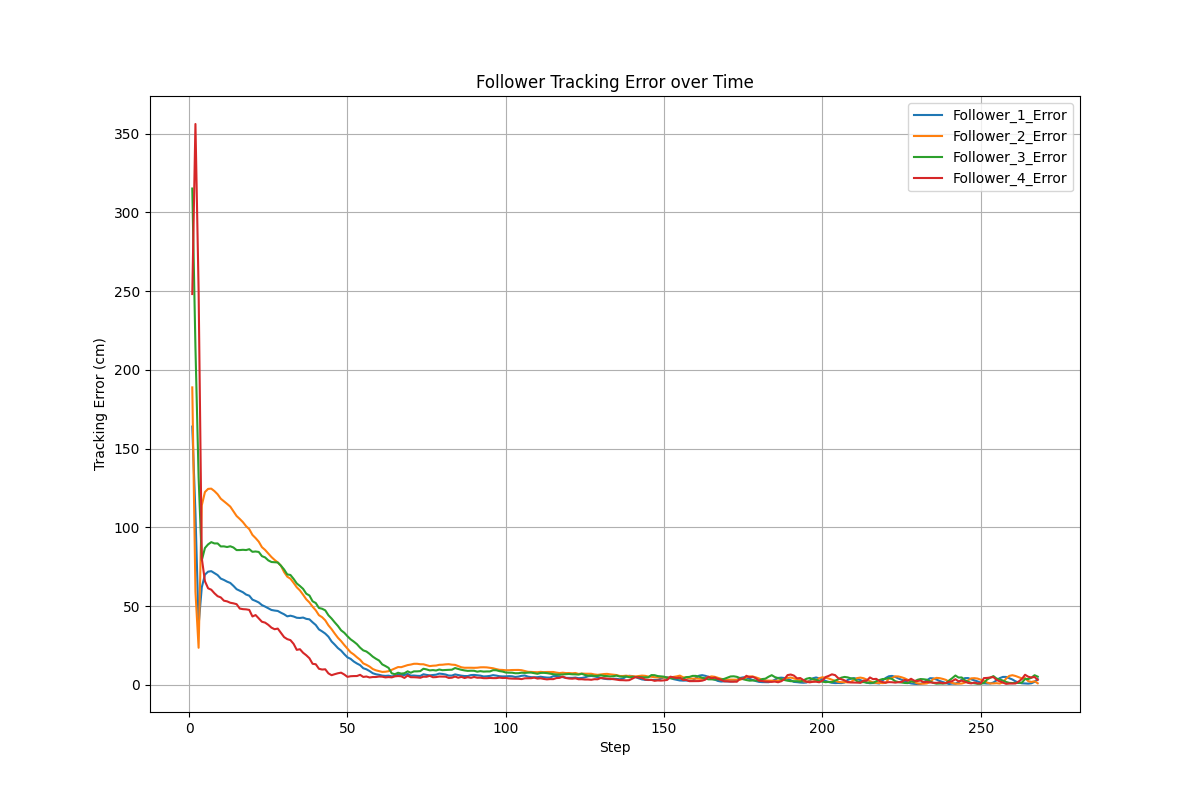 Follower Tracking Error over Time
Follower_1_Error
Follower_2_Error
Follower_3_Error
Follower_4_Error
Tracking Error (cm)
350
300
250
200
150
100
50
0
0 50 100 150 200 250
Step